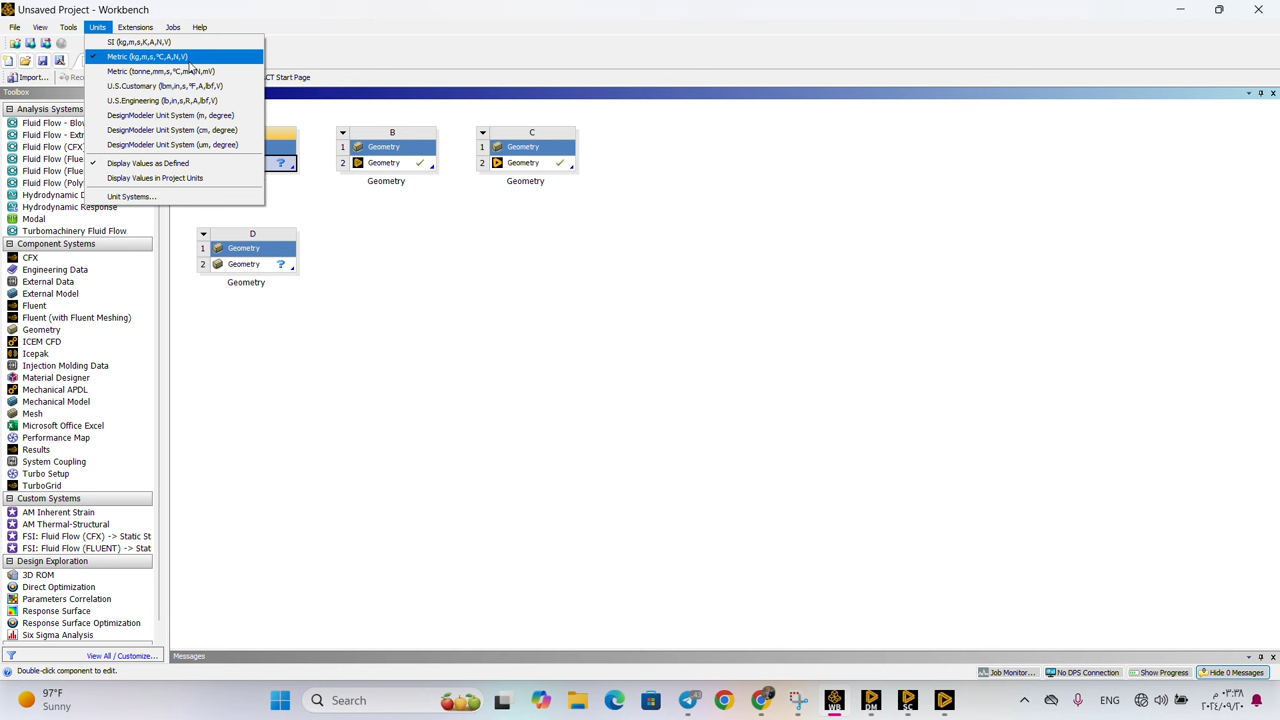 Unsaved Project - Workbench
File View Tools Units Extensions Jobs Help
SI (kg,m,s,K,A,N,V)
Metric (kg,m,s,°C,A,N,V)
Metric (tonne,mm,s,°C,mA,N,mV)
U.S.Customary (lbm,in,s,°F,A,lbf,V)
U.S.Engineering (lb,in,s,R,A,lbf,V)
DesignModeler Unit System (m, degree)
DesignModeler Unit System (cm, degree)
DesignModeler Unit System (um, degree)
Display Values as Defined
Display Values in Project Units
Unit Systems...
Import... CT Start Page
Toolbox
Analysis Systems
Fluid Flow - Blo
Fluid Flow - Extr
Fluid Flow (CFX)
Fluid Flow (Flue
Fluid Flow (Flue
Fluid Flow (Poly
Hydrodynamic D
Hydrodynamic Response
Modal
Turbomachinery Fluid Flow
Component Systems
CFX
Engineering Data
External Data
External Model
Fluent
Fluent (with Fluent Meshing)
Geometry
ICEM CFD
Icepak
Injection Molding Data
Material Designer
Mechanical APDL
Mechanical Model
Mesh
Microsoft Office Excel
Performance Map
Results
System Coupling
Turbo Setup
TurboGrid
Custom Systems
AM Inherent Strain
AM Thermal-Structural
FSI: Fluid Flow (CFX) -> Static St
FSI: Fluid Flow (FLUENT) -> Stat
Design Exploration
3D ROM
Direct Optimization
Parameters Correlation
Response Surface
Response Surface Optimization
Six Sigma Analysis
View All / Customize...
B
1 Geometry
2 Geometry
Geometry
C
1 Geometry
2 Geometry
Geometry
D
1 Geometry
2 Geometry ?
Geometry
Messages
Double-click component to edit.
Job Monitor... No DPS Connection Show Progress Hide 0 Messages
97°F
Sunny
Search
WB DM SC
ENG